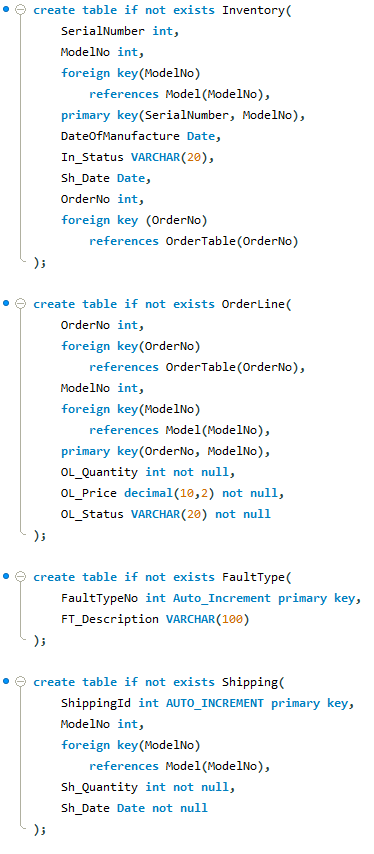 create table if not exists Inventory(
SerialNumber int,
ModelNo int,
foreign key(ModelNo)
references Model(ModelNo),
primary key(SerialNumber, ModelNo),
DateOfManufacture Date,
In_Status VARCHAR(20),
Sh_Date Date,
OrderNo int,
foreign key (OrderNo)
references OrderTable(OrderNo)
);
create table if not exists OrderLine(
OrderNo int,
foreign key(OrderNo)
references OrderTable(OrderNo),
ModelNo int,
foreign key(ModelNo)
references Model(ModelNo),
primary key(OrderNo, ModelNo),
OL_Quantity int not null,
OL_Price decimal(10,2) not null,
OL_Status VARCHAR(20) not null
);
create table if not exists FaultType(
FaultTypeNo int Auto_Increment primary key,
FT_Description VARCHAR(100)
);
create table if not exists Shipping(
ShippingId int AUTO_INCREMENT primary key,
ModelNo int,
foreign key(ModelNo)
references Model(ModelNo),
Sh_Quantity int not null,
Sh_Date Date not null
);